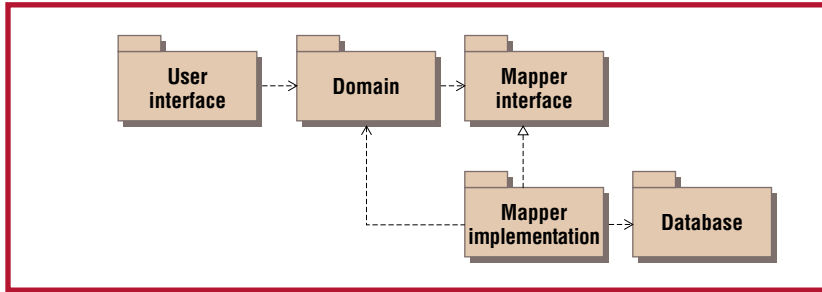 User
interface
Domain
Mapper
interface
Mapper
implementation
Database